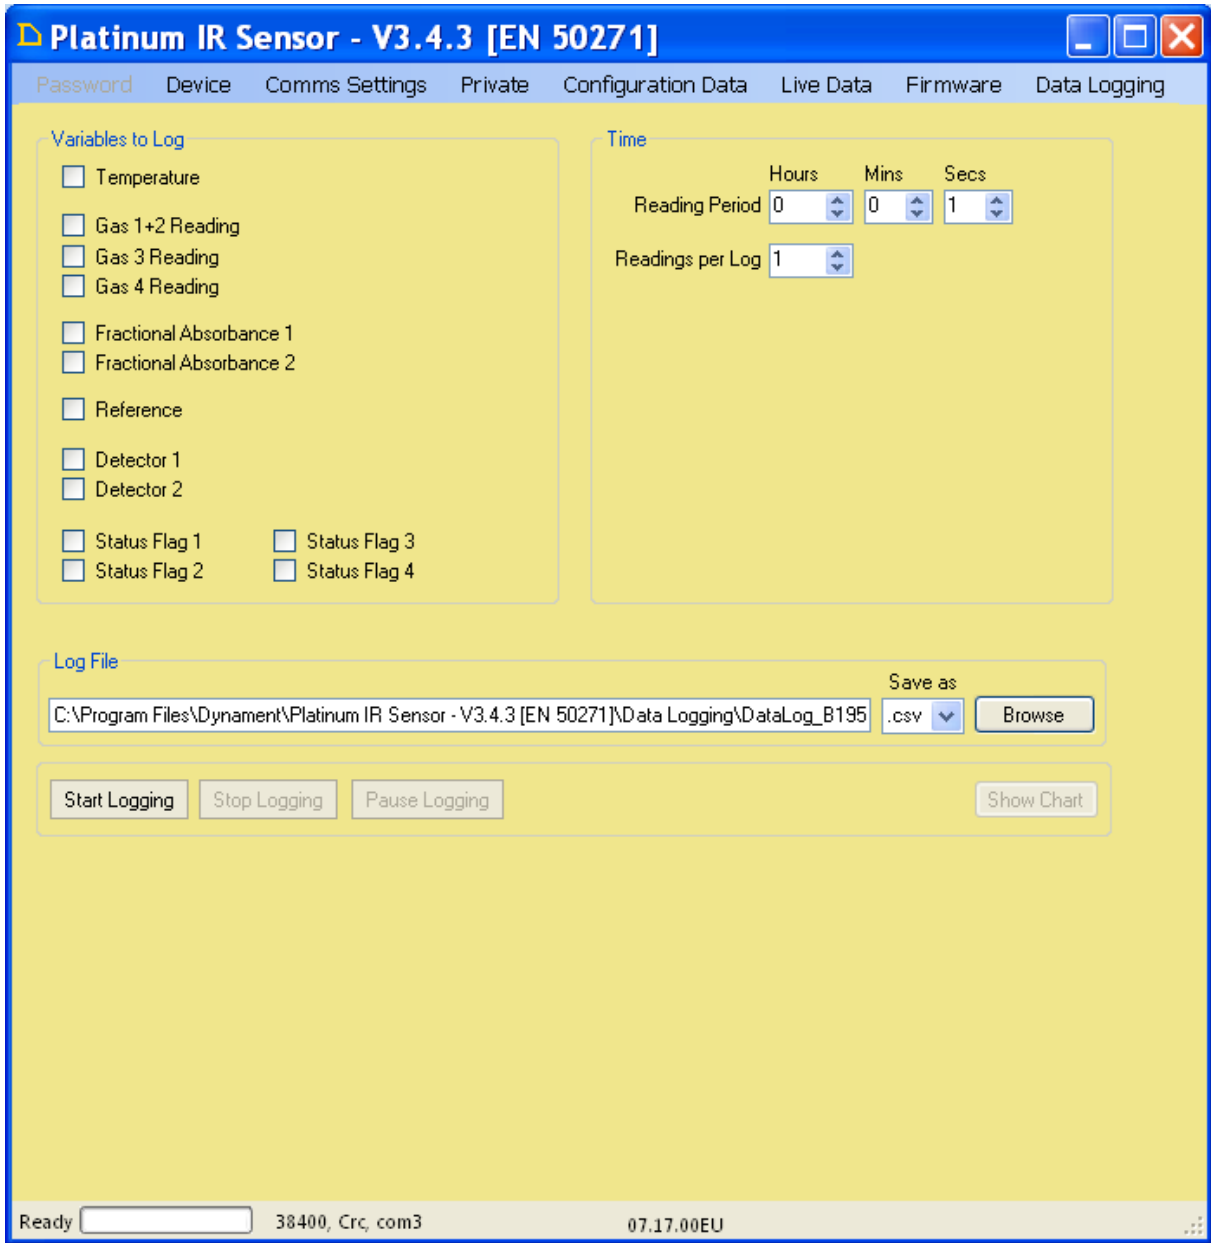 Platinum IR Sensor - V3.4.3 [EN 50271]
Password Device Comms Settings Private Configuration Data Live Data Firmware Data Logging
Variables to Log
Temperature
Gas 1+2 Reading
Gas 3 Reading
Gas 4 Reading
Fractional Absorbance 1
Fractional Absorbance 2
Reference
Detector 1
Detector 2
Status Flag 1 Status Flag 3
Status Flag 2 Status Flag 4
Time
Hours Mins Secs
Reading Period 0 0 1
Readings per Log 1
Log File
Save as
C:\Program Files\Dynament\Platinum IR Sensor - V3.4.3 [EN 50271]\Data Logging\DataLog_B195 .csv Browse
Start Logging Stop Logging Pause Logging Show Chart
Ready 38400, Crc, com3 07.17.00EU